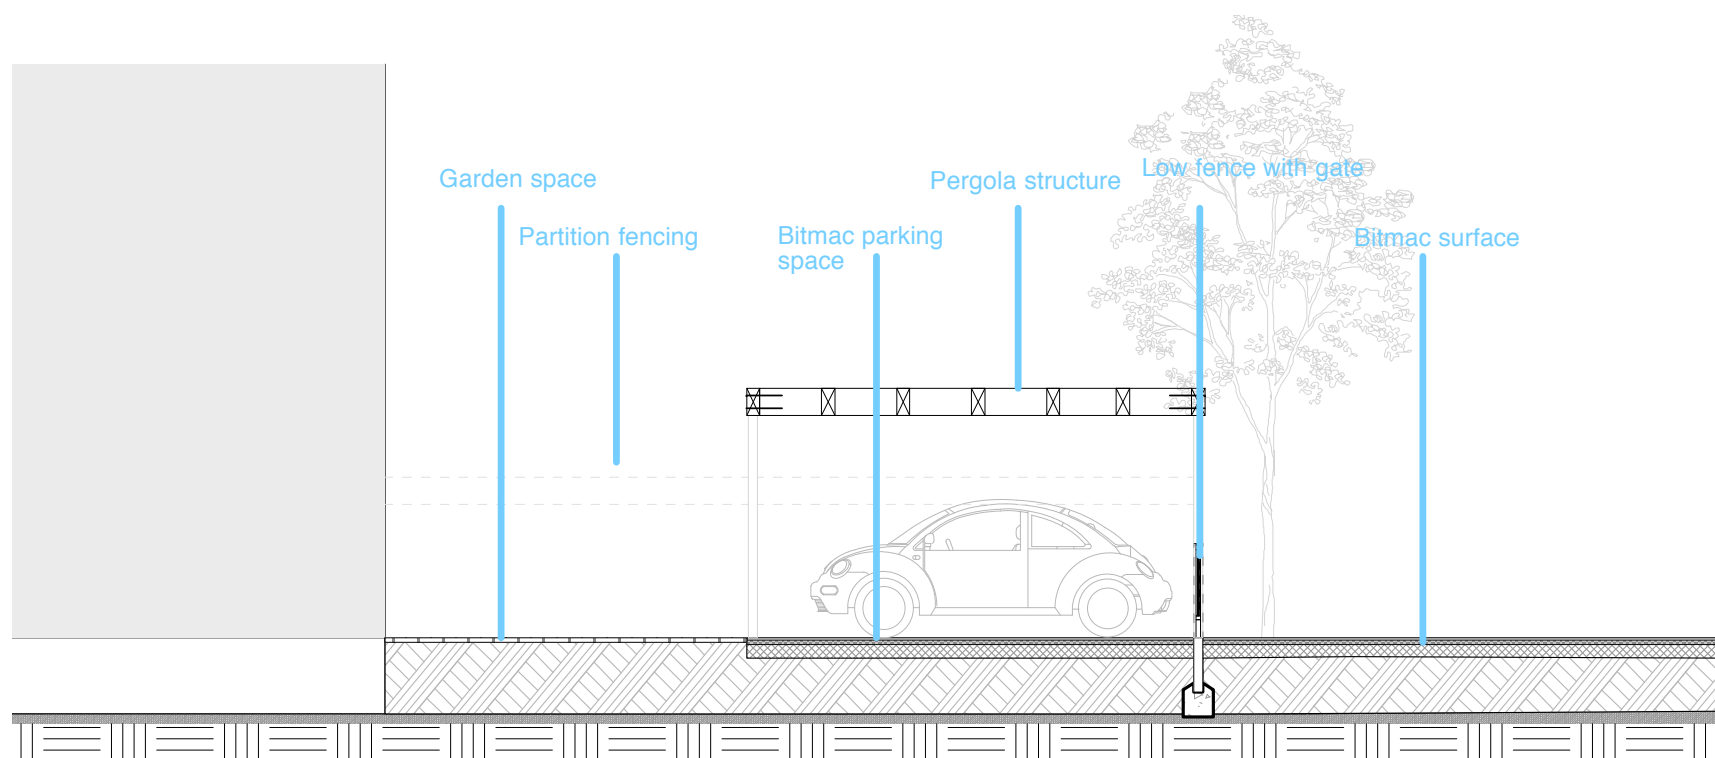 Garden space
Partition fencing
Bitmac parking
space
Pergola structure
Low fence with gate
Bitmac surface